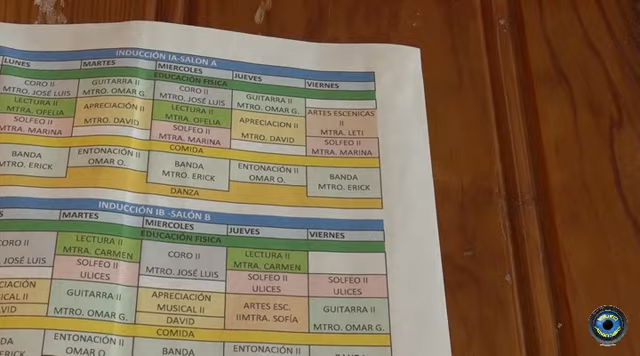 INDUCCIÓN IA-SALON A
LUNES MARTES MIERCOLES JUEVES VIERNES
EDUCACIÓN FISICA
CORO II GUITARRA II CORO II GUITARRA II
MTRO. JOSÉ LUIS MTRO. OMAR G. MTRO. JOSÉ LUIS MTRO. OMAR G.
LECTURA II APRECIACIÓN II LECTURA II APRECIACION II ARTES ESCENICAS II
MTRA. OFELIA MTRO. DAVID MTRA. OFELIA MTRO. DAVID MTRA. LETI
SOLFEO II SOLFEO II SOLFEO II
MTRA. MARINA MTRA. MARINA MTRA. MARINA
COMIDA
BANDA ENTONACIÓN II BANDA ENTONACIÓN II BANDA
MTRO. ERICK OMAR O. MTRO. ERICK OMAR O. MTRO. ERICK
DANZA
INDUCCIÓN IB -SALÓN B
MARTES MIERCOLES JUEVES VIERNES
EDUCACIÓN FISICA
CORO II LECTURA II CORO II LECTURA II
JOSÉ LUIS MTRA. CARMEN MTRO. JOSÉ LUIS MTRA. CARMEN
SOLFEO II SOLFEO II SOLFEO II
ULICES ULICES ULICES
GUITARRA II APRECIACIÓN MUSICAL II ARTES ESC. GUITARRA II
MTRO. OMAR G. DAVID IIMTRA. SOFÍA MTRO. OMAR G.
DAVID
COMIDA
ENTONACIÓN II BANDA ENTONACIÓN II BANDA
OMAR O.